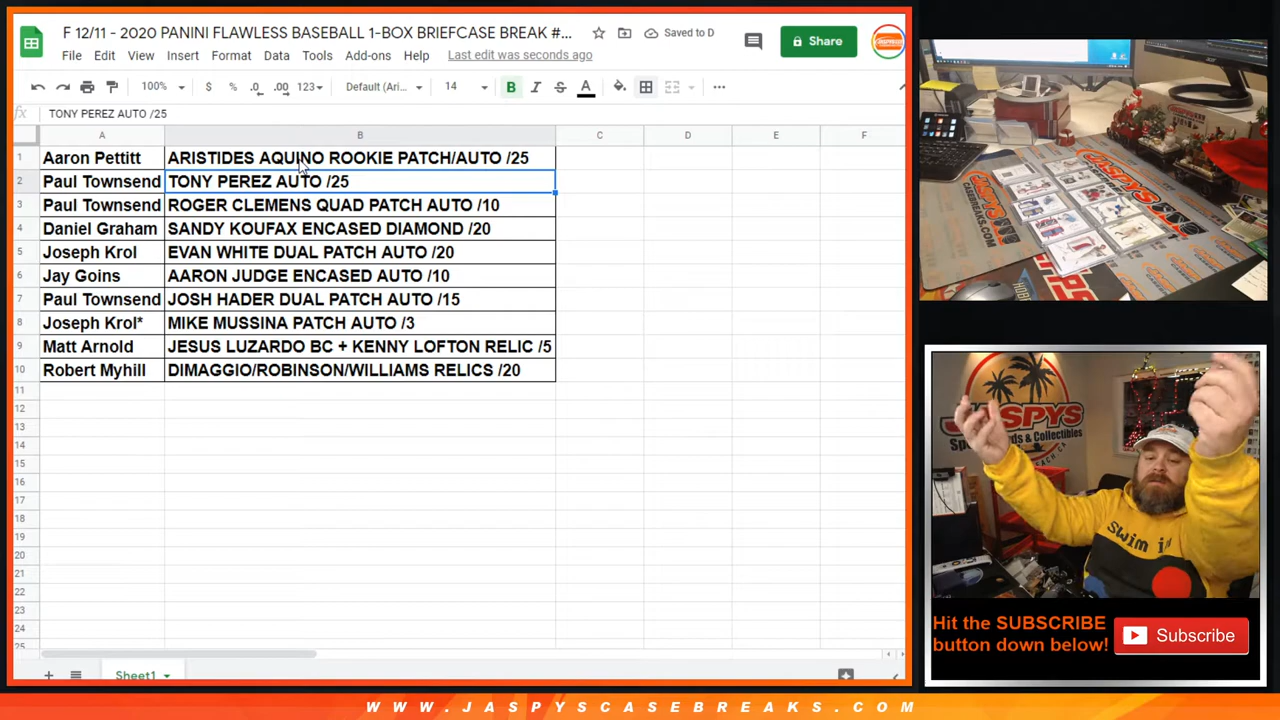 F 12/11 - 2020 PANINI FLAWLESS BASEBALL 1-BOX BRIEFCASE BREAK #...
Saved to D
Share
File Edit View Insert Format Data Tools Add-ons Help Last edit was seconds ago
100% $ % .0 .00 123 Default (Ari... 14 B I S A
fx TONY PEREZ AUTO /25
A B C D E F
1 Aaron Pettitt ARISTIDES AQUINO ROOKIE PATCH/AUTO /25
2 Paul Townsend TONY PEREZ AUTO /25
3 Paul Townsend ROGER CLEMENS QUAD PATCH AUTO /10
4 Daniel Graham SANDY KOUFAX ENCASED DIAMOND /20
5 Joseph Krol EVAN WHITE DUAL PATCH AUTO /20
6 Jay Goins AARON JUDGE ENCASED AUTO /10
7 Paul Townsend JOSH HADER DUAL PATCH AUTO /15
8 Joseph Krol* MIKE MUSSINA PATCH AUTO /3
9 Matt Arnold JESUS LUZARDO BC + KENNY LOFTON RELIC /5
10 Robert Myhill DIMAGGIO/ROBINSON/WILLIAMS RELICS /20
11
12
13
14
15
16
17
18
19
20
21
22
23
24
25
Sheet1
JASPYS
CASEBREAKS.COM
JASPYS
Swim in
Hit the SUBSCRIBE
button down below!
Subscribe
WWW.JASPYSCASEBREAKS.COM